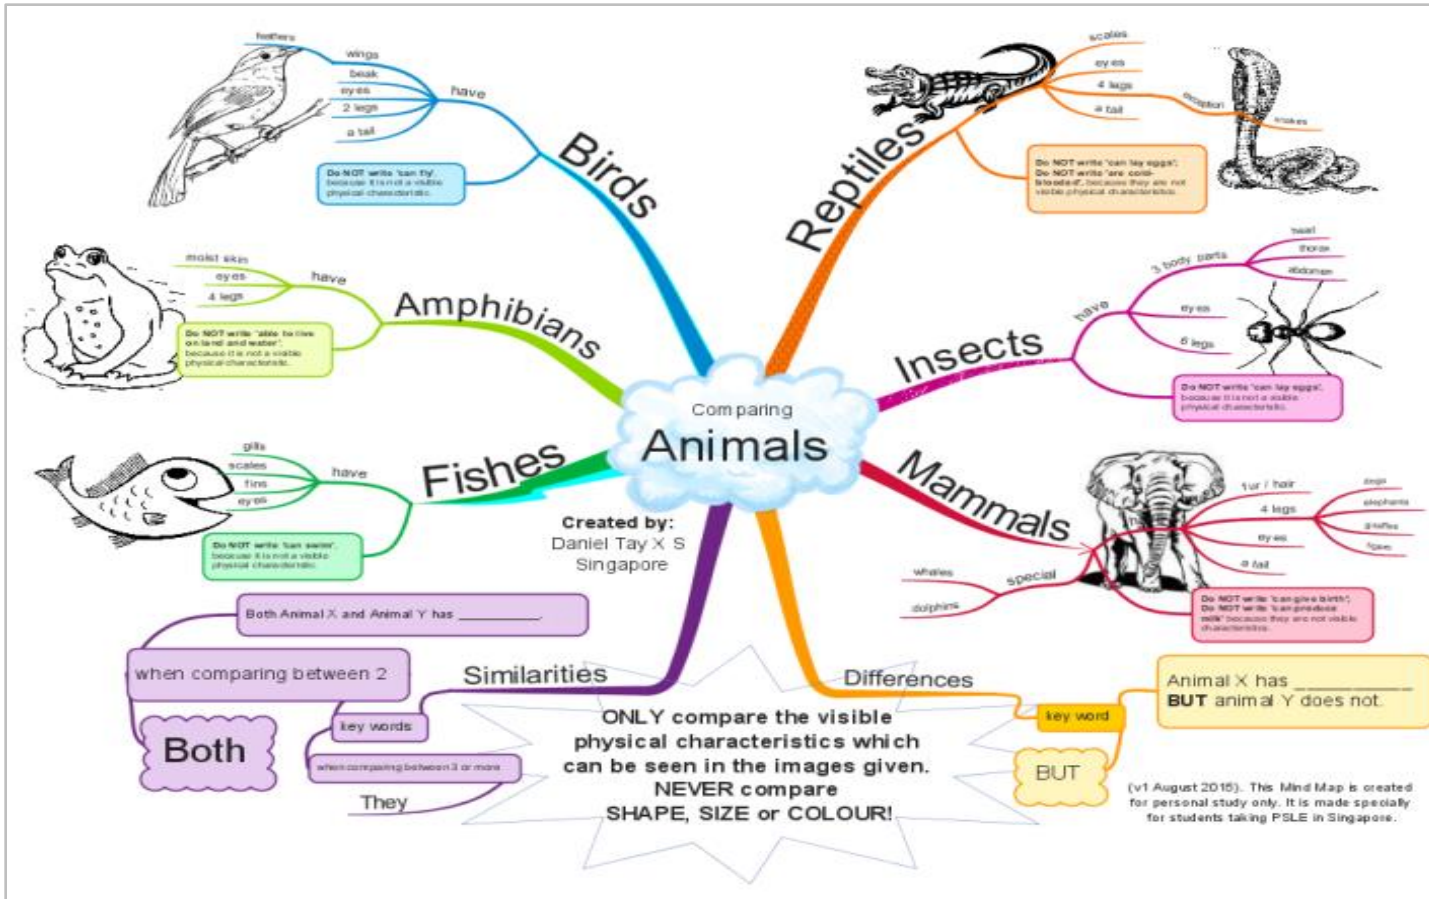 feathers
wings
beak
eyes
2 legs
a tail
have
Birds
Do NOT write 'can fly',
because it is not a visible
physical characteristic.
scales
eyes
4 legs
a tail
exception
snakes
Reptiles
Do NOT write 'can lay eggs';
Do NOT write 'are cold-
blooded', because they are not
visible physical characteristics.
moist skin
eyes
4 legs
have
Amphibians
Do NOT write "able to live
on land and water",
because it is not a visible
physical characteristic.
head
thorax
abdomen
3 body parts
eyes
6 legs
have
Insects
Do NOT write 'can lay eggs',
because it is not a visible
physical characteristic.
Comparing
Animals
gills
scales
fins
eyes
have
Fishes
Do NOT write 'can swim',
because it is not a visible
physical characteristic.
Created by:
Daniel Tay X S
Singapore
Mammals
fur / hair
4 legs
dogs
elephants
giraffes
eyes
a tail
special
whales
dolphins
Do NOT write 'can give birth';
Do NOT write 'can produce
milk' because they are not visible
characteristics.
Both Animal X and Animal Y has __________.
when comparing between 2
Both
Similarities
key words
when comparing between 3 or more
They
Differences
key word
Animal X has ____________
BUT animal Y does not.
BUT
ONLY compare the visible
physical characteristics which
can be seen in the images given.
NEVER compare
SHAPE, SIZE or COLOUR!
(v1 August 2015). This Mind Map is created
for personal study only. It is made specially
for students taking PSLE in Singapore.